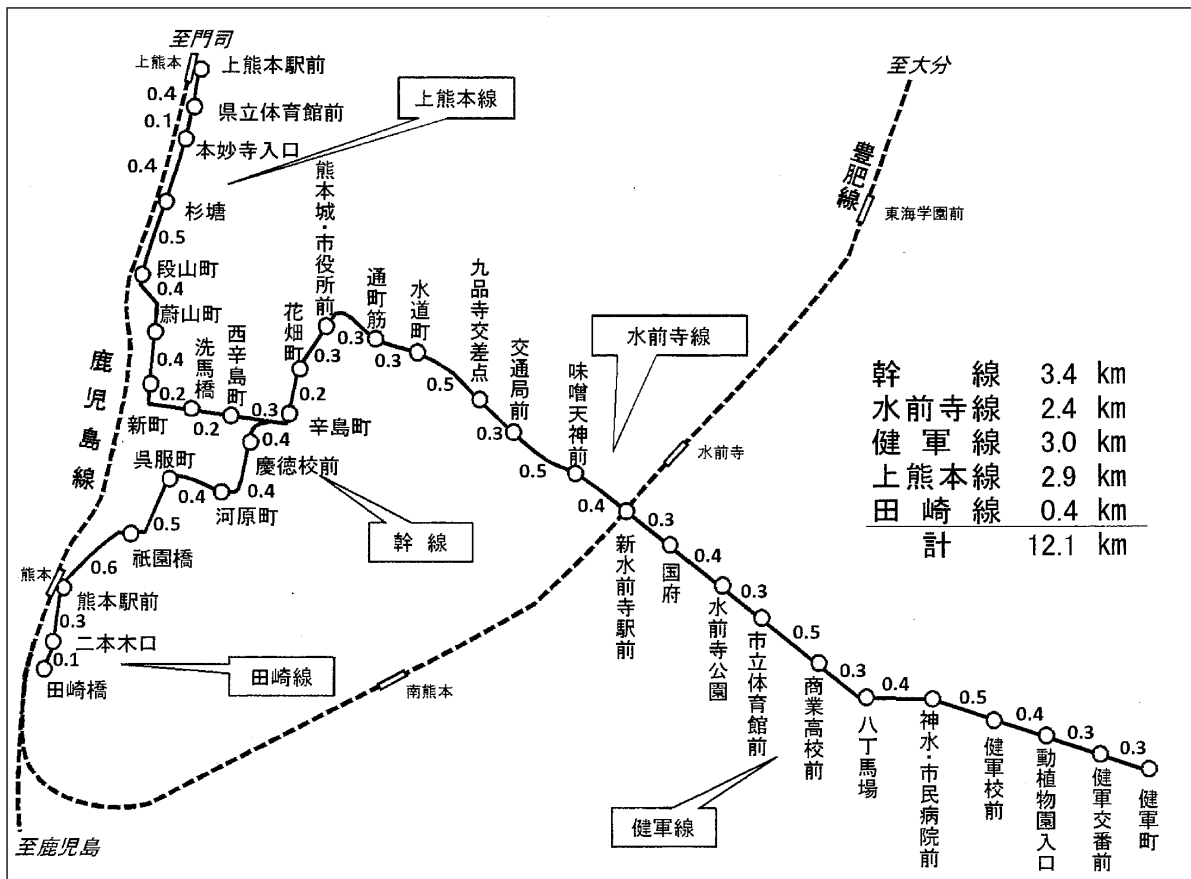 至門司
上熊本
上熊本駅前
0.4
県立体育館前
0.1
本妙寺入口
0.4
杉塘
0.5
段山町
0.4
蔚山町
0.4
新町
0.2
洗馬橋
0.2
西辛島町
0.3
辛島町
上熊本線
鹿児島線
0.2
花畑町
0.3
熊本城・市役所前
0.3
通町筋
0.3
水道町
0.5
九品寺交差点
0.3
交通局前
0.5
味噌天神前
0.4
新水前寺駅前
水前寺線
0.4
慶徳校前
0.4
河原町
0.4
呉服町
0.5
祇園橋
0.6
熊本
熊本駅前
0.3
二本木口
0.1
田崎橋
幹線
田崎線
至鹿児島
南熊本
水前寺
東海学園前
豊肥線
至大分
0.3
国府
0.4
水前寺公園
0.3
市立体育館前
0.5
商業高校前
0.3
八丁馬場
0.4
神水・市民病院前
0.5
健軍校前
0.4
動植物園入口
0.3
健軍交番前
0.3
健軍町
健軍線
幹線 3.4 km
水前寺線 2.4 km
健軍線 3.0 km
上熊本線 2.9 km
田崎線 0.4 km
計 12.1 km